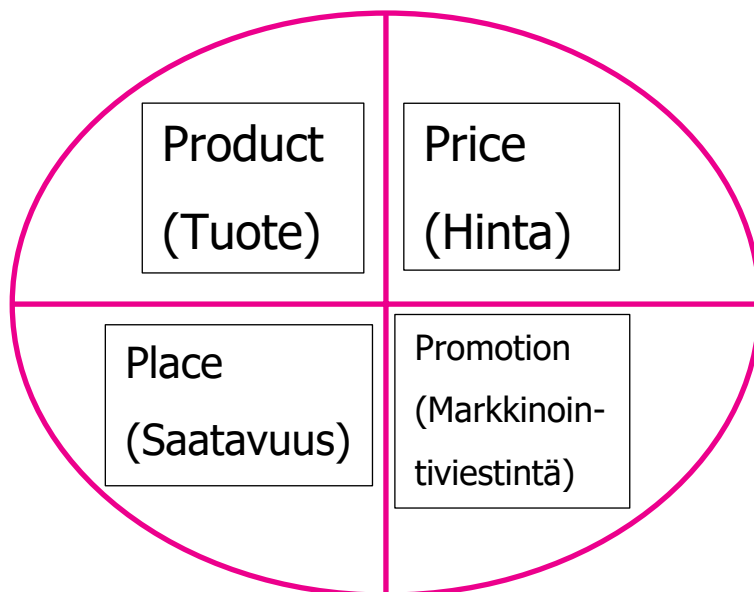 Product
(Tuote)
Price
(Hinta)
Place
(Saatavuus)
Promotion
(Markkinoin-
tiviestintä)